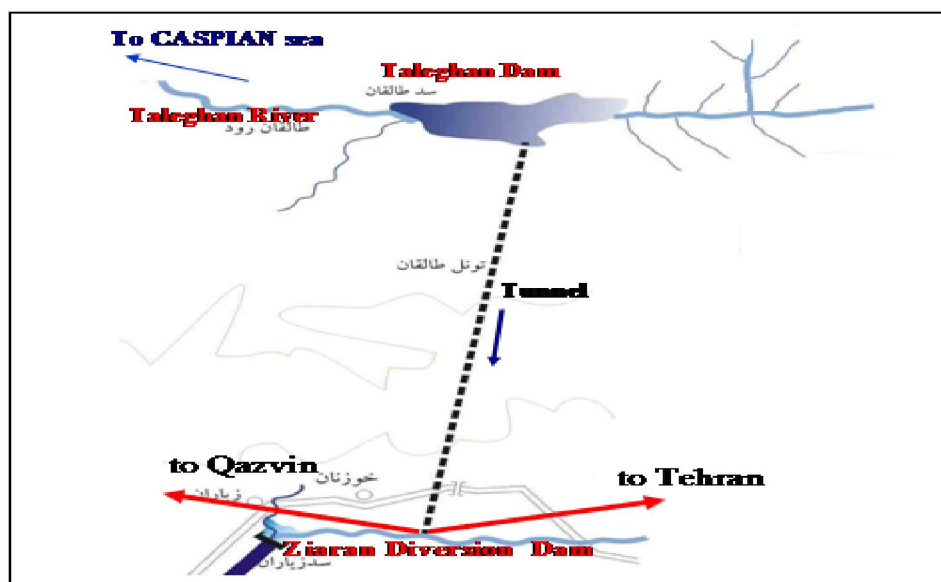 To CASPIAN sea
Taleghan Dam
سد طالقان
Taleghan River
طالقان رود
تونل طالقان
Tunnel
to Qazvin
خوزنان
to Tehran
زیاران
Ziaran Diversion Dam
سدزیاران